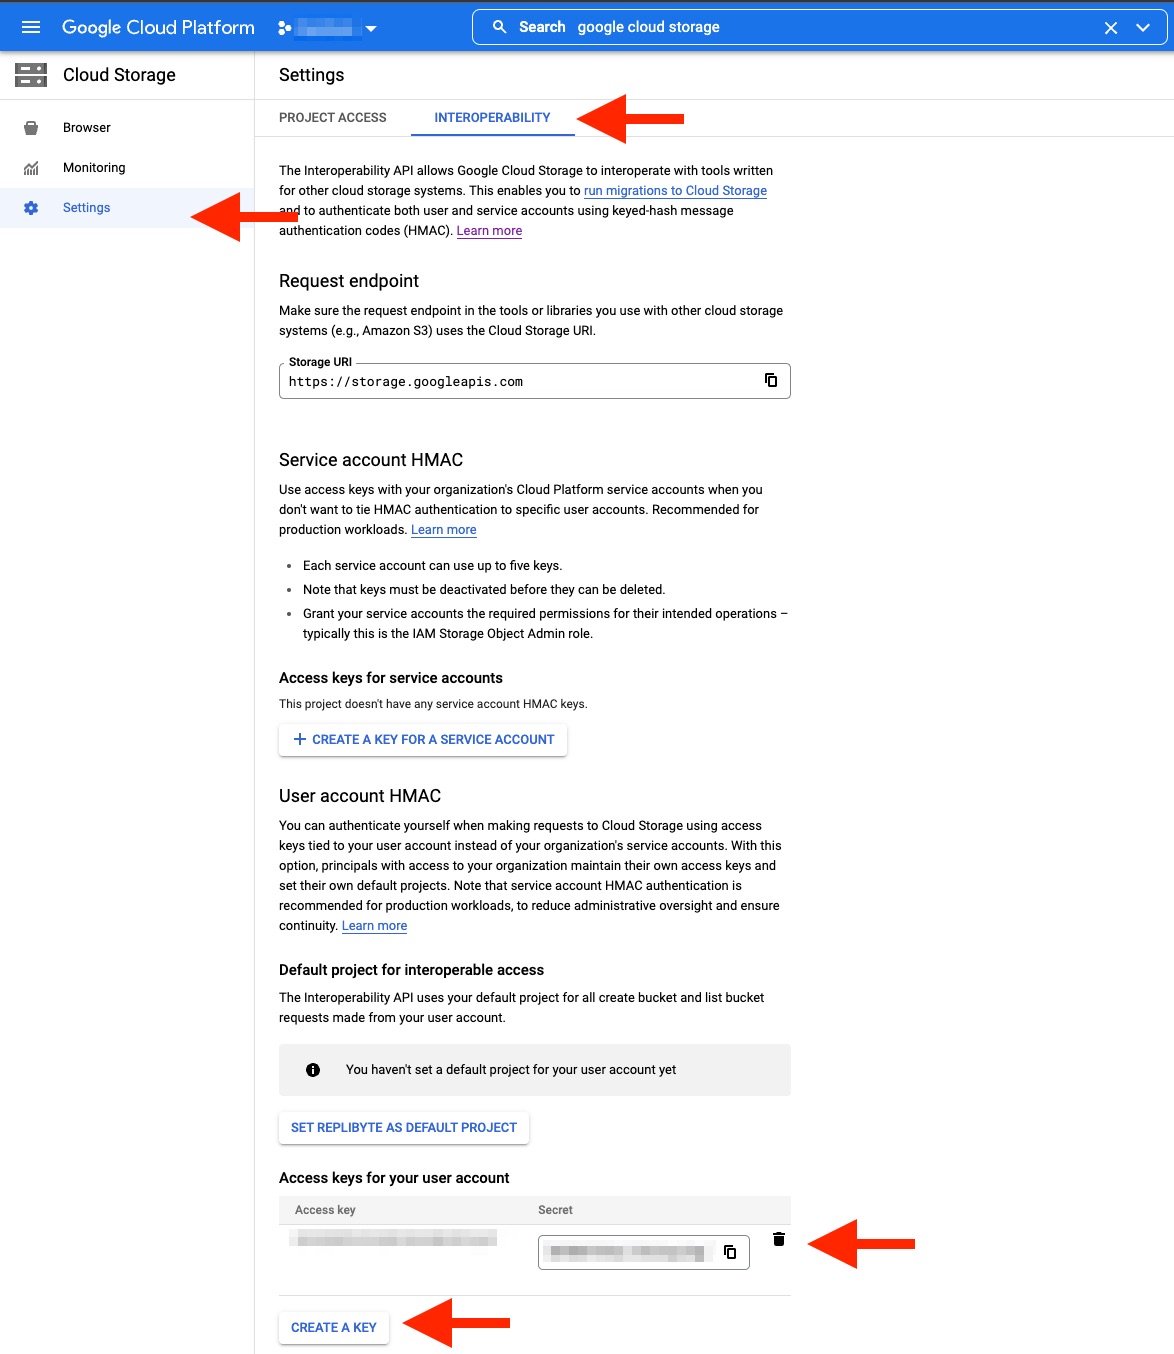 Google Cloud Platform
Search google cloud storage
Cloud Storage
Settings
Browser
Monitoring
Settings
PROJECT ACCESS
INTEROPERABILITY
The Interoperability API allows Google Cloud Storage to interoperate with tools written
for other cloud storage systems. This enables you to run migrations to Cloud Storage
and to authenticate both user and service accounts using keyed-hash message
authentication codes (HMAC). Learn more
Request endpoint
Make sure the request endpoint in the tools or libraries you use with other cloud storage
systems (e.g., Amazon S3) uses the Cloud Storage URI.
Storage URI
https://storage.googleapis.com
Service account HMAC
Use access keys with your organization's Cloud Platform service accounts when you
don't want to tie HMAC authentication to specific user accounts. Recommended for
production workloads. Learn more
• Each service account can use up to five keys.
• Note that keys must be deactivated before they can be deleted.
• Grant your service accounts the required permissions for their intended operations –
typically this is the IAM Storage Object Admin role.
Access keys for service accounts
This project doesn't have any service account HMAC keys.
+ CREATE A KEY FOR A SERVICE ACCOUNT
User account HMAC
You can authenticate yourself when making requests to Cloud Storage using access
keys tied to your user account instead of your organization's service accounts. With this
option, principals with access to your organization maintain their own access keys and
set their own default projects. Note that service account HMAC authentication is
recommended for production workloads, to reduce administrative oversight and ensure
continuity. Learn more
Default project for interoperable access
The Interoperability API uses your default project for all create bucket and list bucket
requests made from your user account.
You haven't set a default project for your user account yet
SET REPLIBYTE AS DEFAULT PROJECT
Access keys for your user account
Access key
Secret
CREATE A KEY